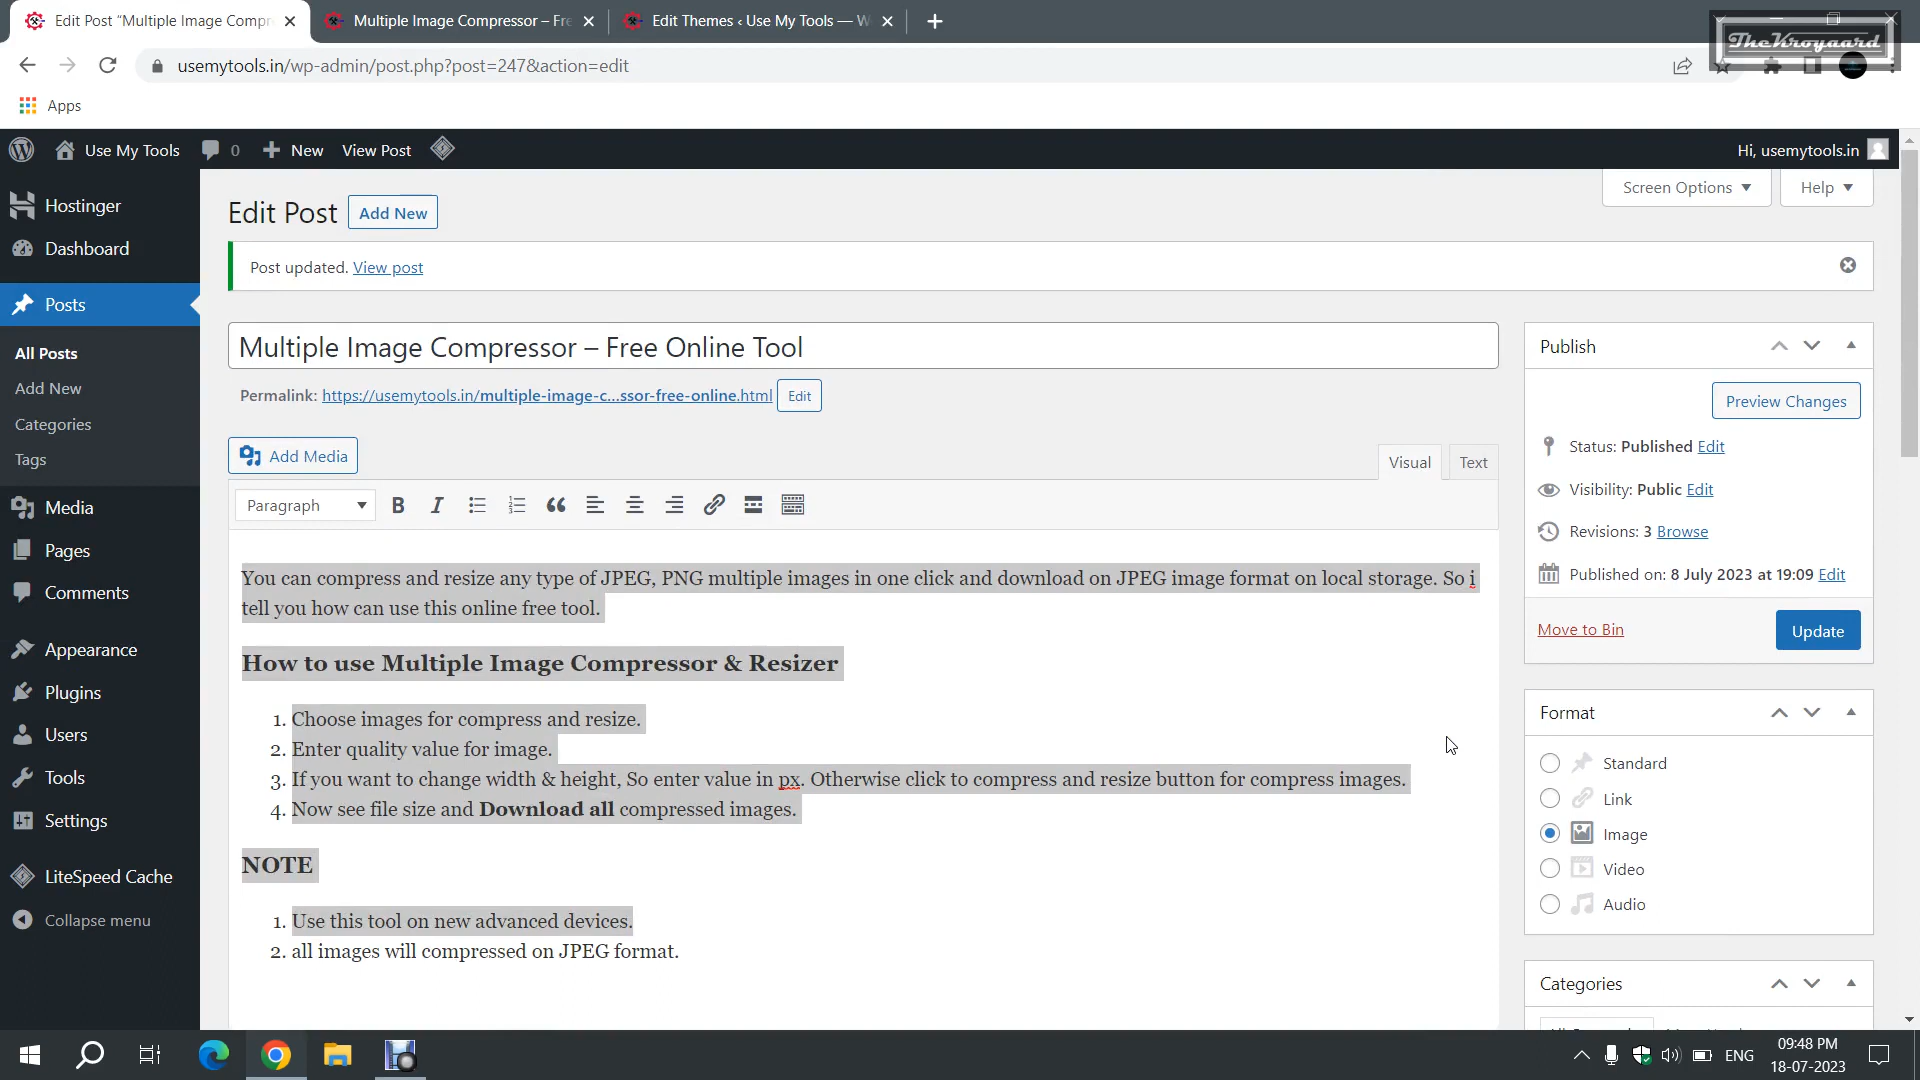 Edit Post “Multiple Image Compr
Multiple Image Compressor – Fre
Edit Themes ‹ Use My Tools — W
TheKroyaard
usemytools.in/wp-admin/post.php?post=247&action=edit
Apps
Use My Tools
0
New
View Post
Hi, usemytools.in
Hostinger
Dashboard
Posts
All Posts
Add New
Categories
Tags
Media
Pages
Comments
Appearance
Plugins
Users
Tools
Settings
LiteSpeed Cache
Collapse menu
Screen Options
Help
Edit Post
Add New
Post updated. View post
Multiple Image Compressor – Free Online Tool
Permalink: https://usemytools.in/multiple-image-c...ssor-free-online.html
Edit
Add Media
Visual
Text
Paragraph
You can compress and resize any type of JPEG, PNG multiple images in one click and download on JPEG image format on local storage. So i
tell you how can use this online free tool.
How to use Multiple Image Compressor & Resizer
1. Choose images for compress and resize.
2. Enter quality value for image.
3. If you want to change width & height, So enter value in px. Otherwise click to compress and resize button for compress images.
4. Now see file size and Download all compressed images.
NOTE
1. Use this tool on new advanced devices.
2. all images will compressed on JPEG format.
Publish
Preview Changes
Status: Published Edit
Visibility: Public Edit
Revisions: 3 Browse
Published on: 8 July 2023 at 19:09 Edit
Move to Bin
Update
Format
Standard
Link
Image
Video
Audio
Categories
ENG
09:48 PM
18-07-2023